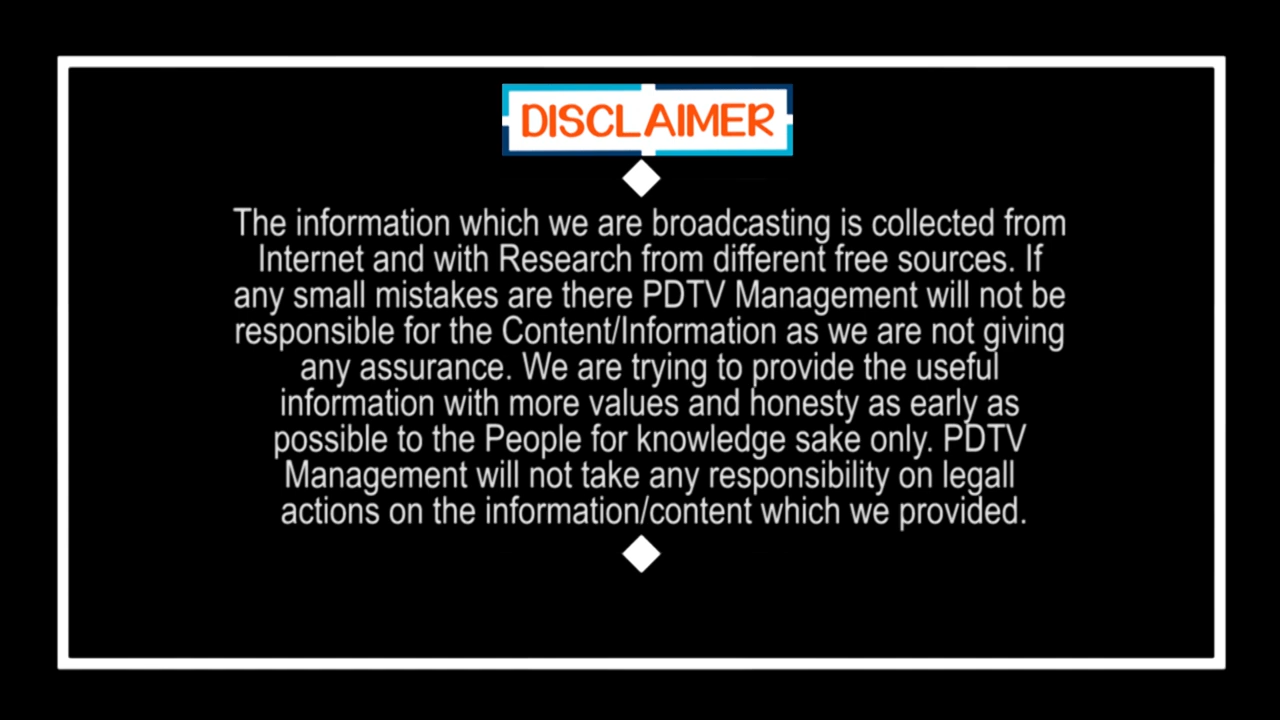 DISCLAIMER
The information which we are broadcasting is collected from
Internet and with Research from different free sources. If
any small mistakes are there PDTV Management will not be
responsible for the Content/Information as we are not giving
any assurance. We are trying to provide the useful
information with more values and honesty as early as
possible to the People for knowledge sake only. PDTV
Management will not take any responsibility on legall
actions on the information/content which we provided.